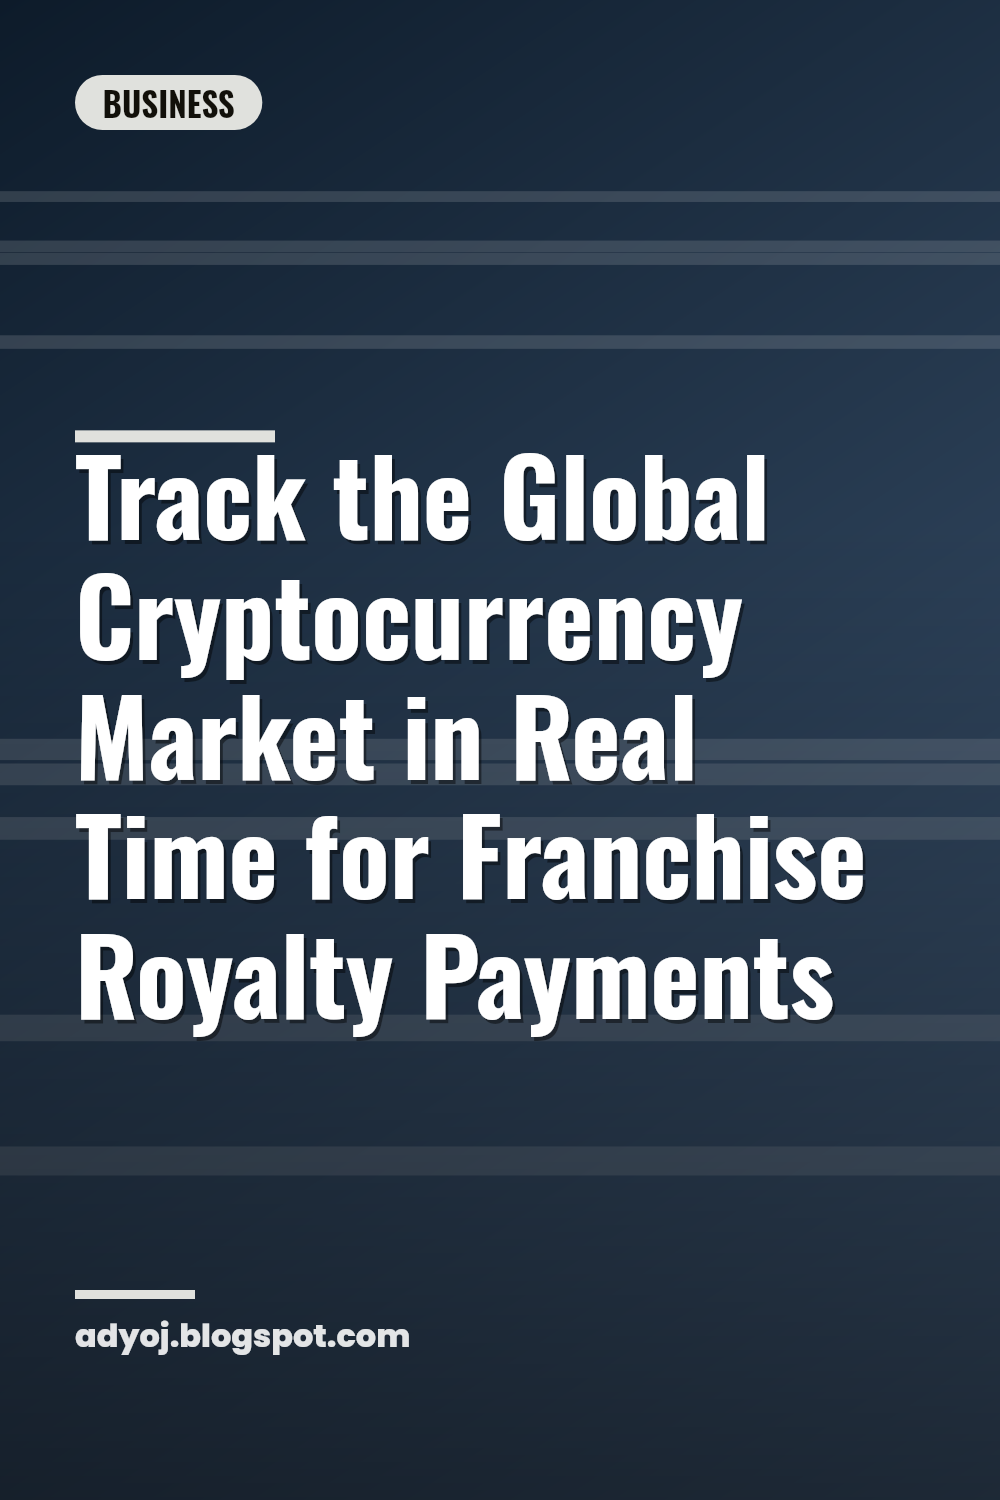 BUSINESS
Track the Global
Cryptocurrency
Market in Real
Time for Franchise
Royalty Payments
adyoj.blogspot.com